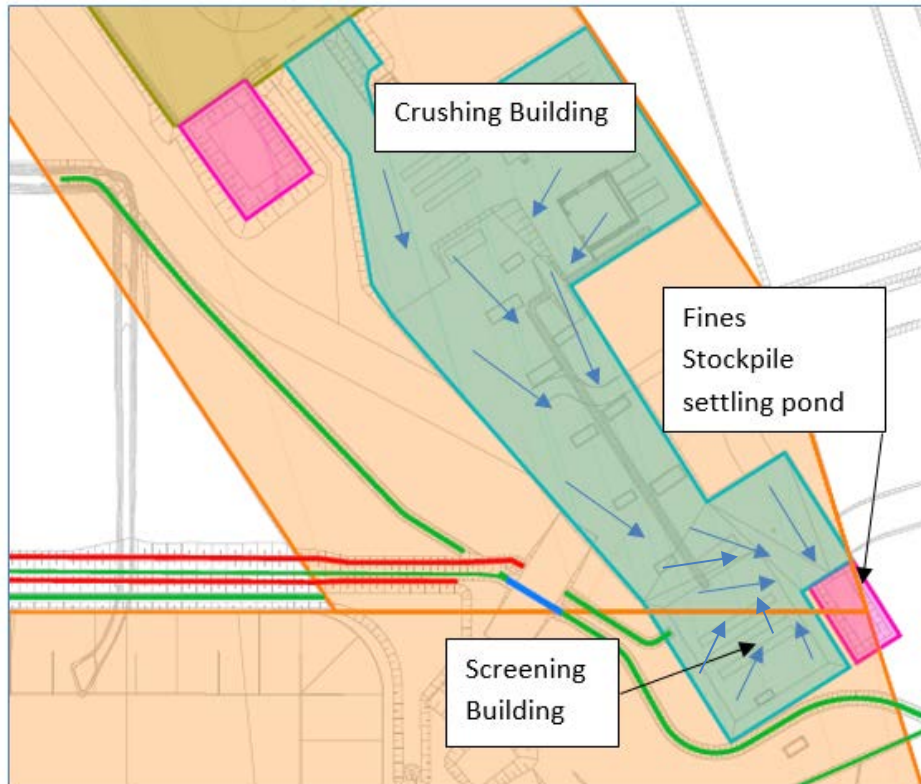 Crushing Building
Fines
Stockpile
settling pond
Screening
Building